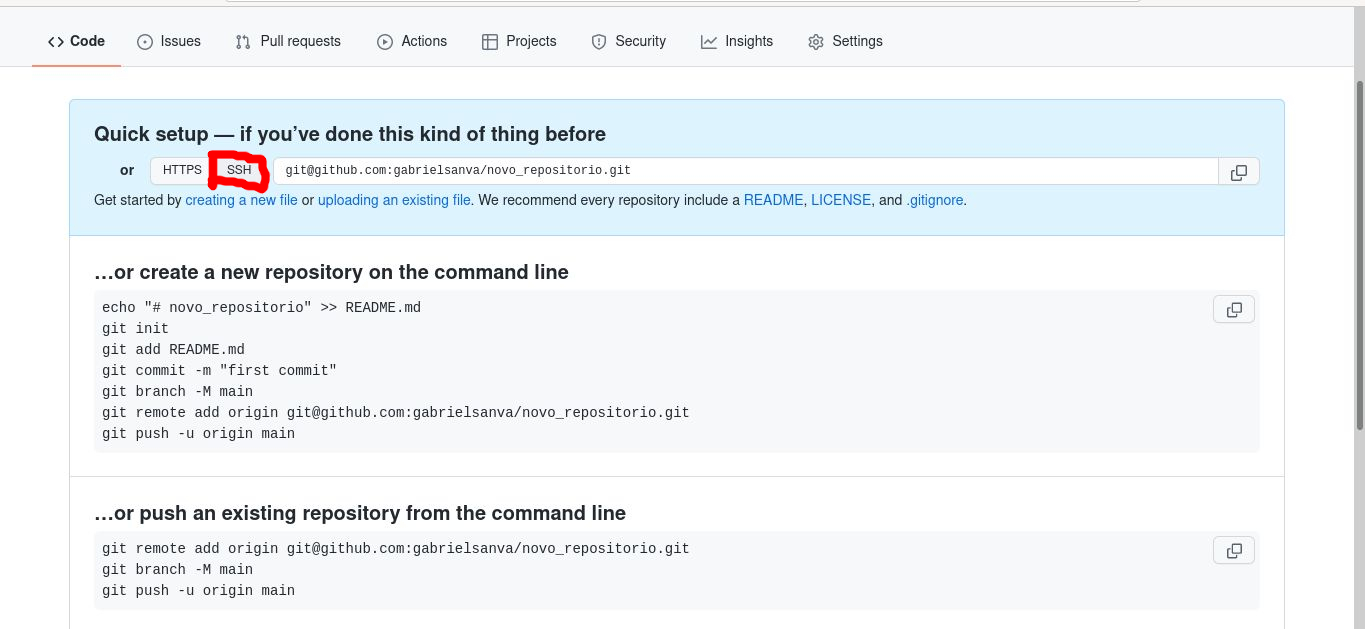 Code Issues Pull requests Actions Projects Security Insights Settings
Quick setup — if you’ve done this kind of thing before
or HTTPS SSH git@github.com:gabrielsanva/novo_repositorio.git
Get started by creating a new file or uploading an existing file. We recommend every repository include a README, LICENSE, and .gitignore.
…or create a new repository on the command line
echo "# novo_repositorio" >> README.md
git init
git add README.md
git commit -m "first commit"
git branch -M main
git remote add origin git@github.com:gabrielsanva/novo_repositorio.git
git push -u origin main
…or push an existing repository from the command line
git remote add origin git@github.com:gabrielsanva/novo_repositorio.git
git branch -M main
git push -u origin main